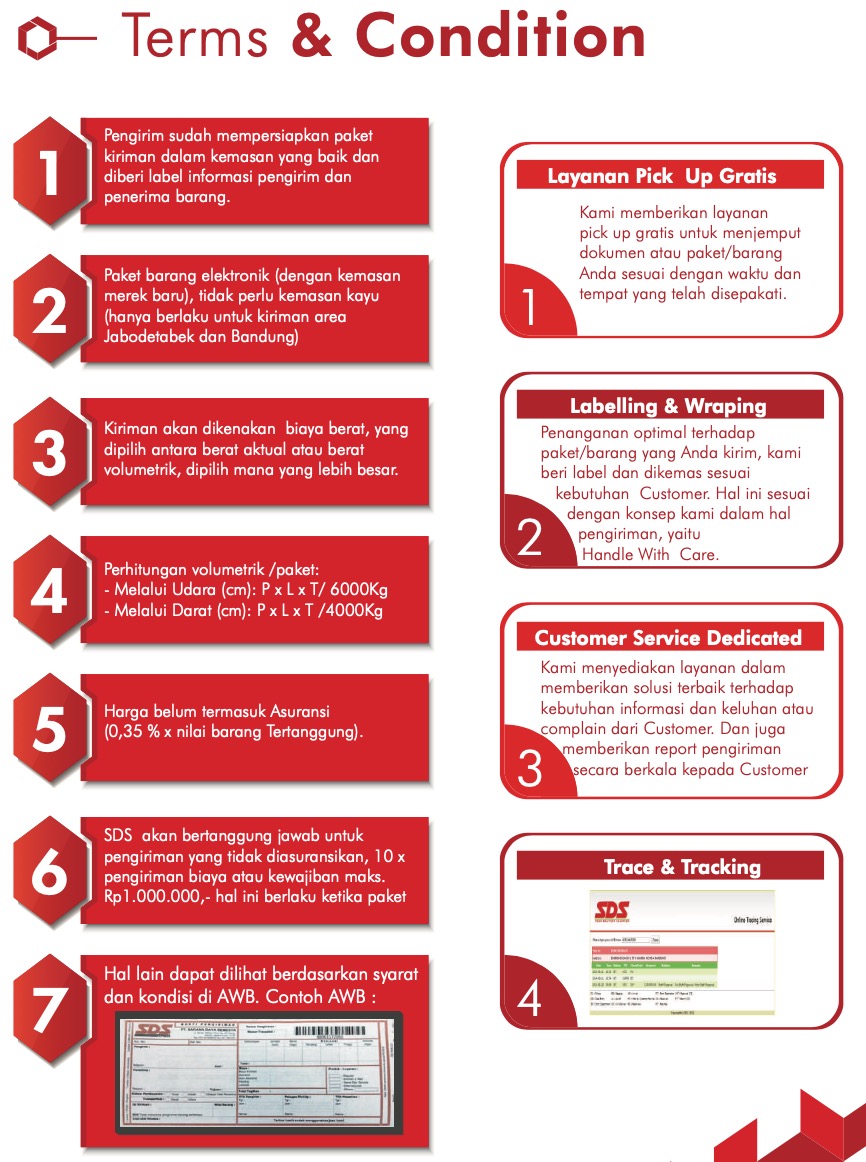 Terms & Condition
1
Pengirim sudah mempersiapkan paket
kiriman dalam kemasan yang baik dan
diberi label informasi pengirim dan
penerima barang.
2
Paket barang elektronik (dengan kemasan
merek baru), tidak perlu kemasan kayu
(hanya berlaku untuk kiriman area
Jabodetabek dan Bandung)
3
Kiriman akan dikenakan biaya berat, yang
dipilih antara berat aktual atau berat
volumetrik, dipilih mana yang lebih besar.
4
Perhitungan volumetrik /paket:
- Melalui Udara (cm): P x L x T/ 6000Kg
- Melalui Darat (cm): P x L x T /4000Kg
5
Harga belum termasuk Asuransi
(0,35 % x nilai barang Tertanggung).
6
SDS akan bertanggung jawab untuk
pengiriman yang tidak diasuransikan, 10 x
pengiriman biaya atau kewajiban maks.
Rp1.000.000,- hal ini berlaku ketika paket
7
Hal lain dapat dilihat berdasarkan syarat
dan kondisi di AWB. Contoh AWB :
SDS
BUKTI PENGIRIMAN
Layanan Pick Up Gratis
Kami memberikan layanan
pick up gratis untuk menjemput
dokumen atau paket/barang
Anda sesuai dengan waktu dan
tempat yang telah disepakati.
1
Labelling & Wraping
Penanganan optimal terhadap
paket/barang yang Anda kirim, kami
beri label dan dikemas sesuai
kebutuhan Customer. Hal ini sesuai
dengan konsep kami dalam hal
pengiriman, yaitu
Handle With Care.
2
Customer Service Dedicated
Kami menyediakan layanan dalam
memberikan solusi terbaik terhadap
kebutuhan informasi dan keluhan atau
complain dari Customer. Dan juga
memberikan report pengiriman
secara berkala kepada Customer
3
Trace & Tracking
SDS
Online Tracing Service
4